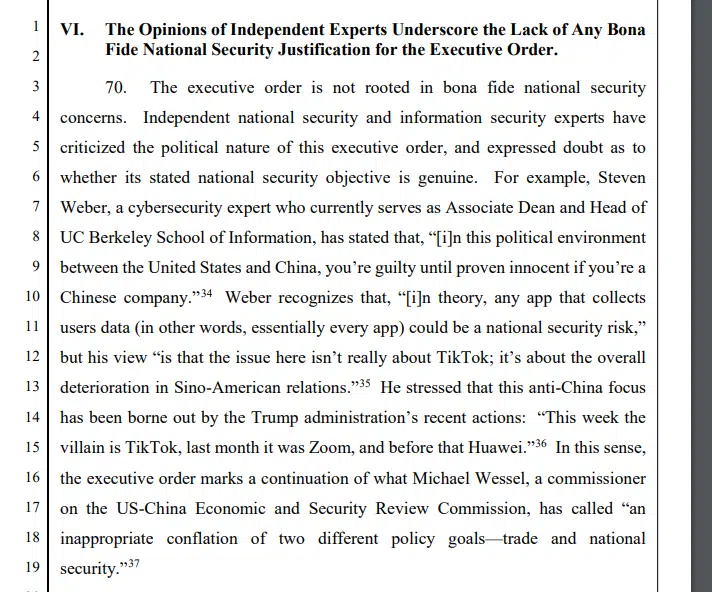 1 VI. The Opinions of Independent Experts Underscore the Lack of Any Bona
2 Fide National Security Justification for the Executive Order.
3 70. The executive order is not rooted in bona fide national security
4 concerns. Independent national security and information security experts have
5 criticized the political nature of this executive order, and expressed doubt as to
6 whether its stated national security objective is genuine. For example, Steven
7 Weber, a cybersecurity expert who currently serves as Associate Dean and Head of
8 UC Berkeley School of Information, has stated that, “[i]n this political environment
9 between the United States and China, you’re guilty until proven innocent if you’re a
10 Chinese company.”34 Weber recognizes that, “[i]n theory, any app that collects
11 users data (in other words, essentially every app) could be a national security risk,”
12 but his view “is that the issue here isn’t really about TikTok; it’s about the overall
13 deterioration in Sino-American relations.”35 He stressed that this anti-China focus
14 has been borne out by the Trump administration’s recent actions: “This week the
15 villain is TikTok, last month it was Zoom, and before that Huawei.”36 In this sense,
16 the executive order marks a continuation of what Michael Wessel, a commissioner
17 on the US-China Economic and Security Review Commission, has called “an
18 inappropriate conflation of two different policy goals—trade and national
19 security.”37